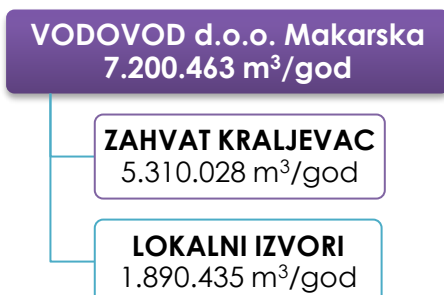 VODOVOD d.o.o. Makarska
7.200.463 m³/god
ZAHVAT KRALJEVAC
5.310.028 m³/god
LOKALNI IZVORI
1.890.435 m³/god